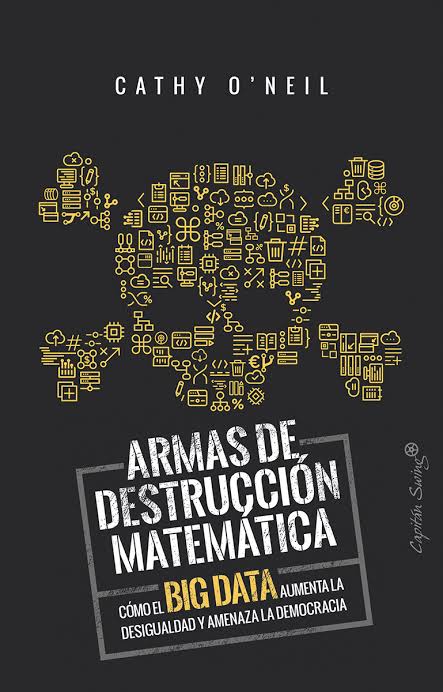 CATHY O'NEIL
ARMAS DE
DESTRUCCIÓN
MATEMÁTICA
CÓMO EL BIG DATA AUMENTA LA
DESIGUALDAD Y AMENAZA LA DEMOCRACIA
Capitán Swing